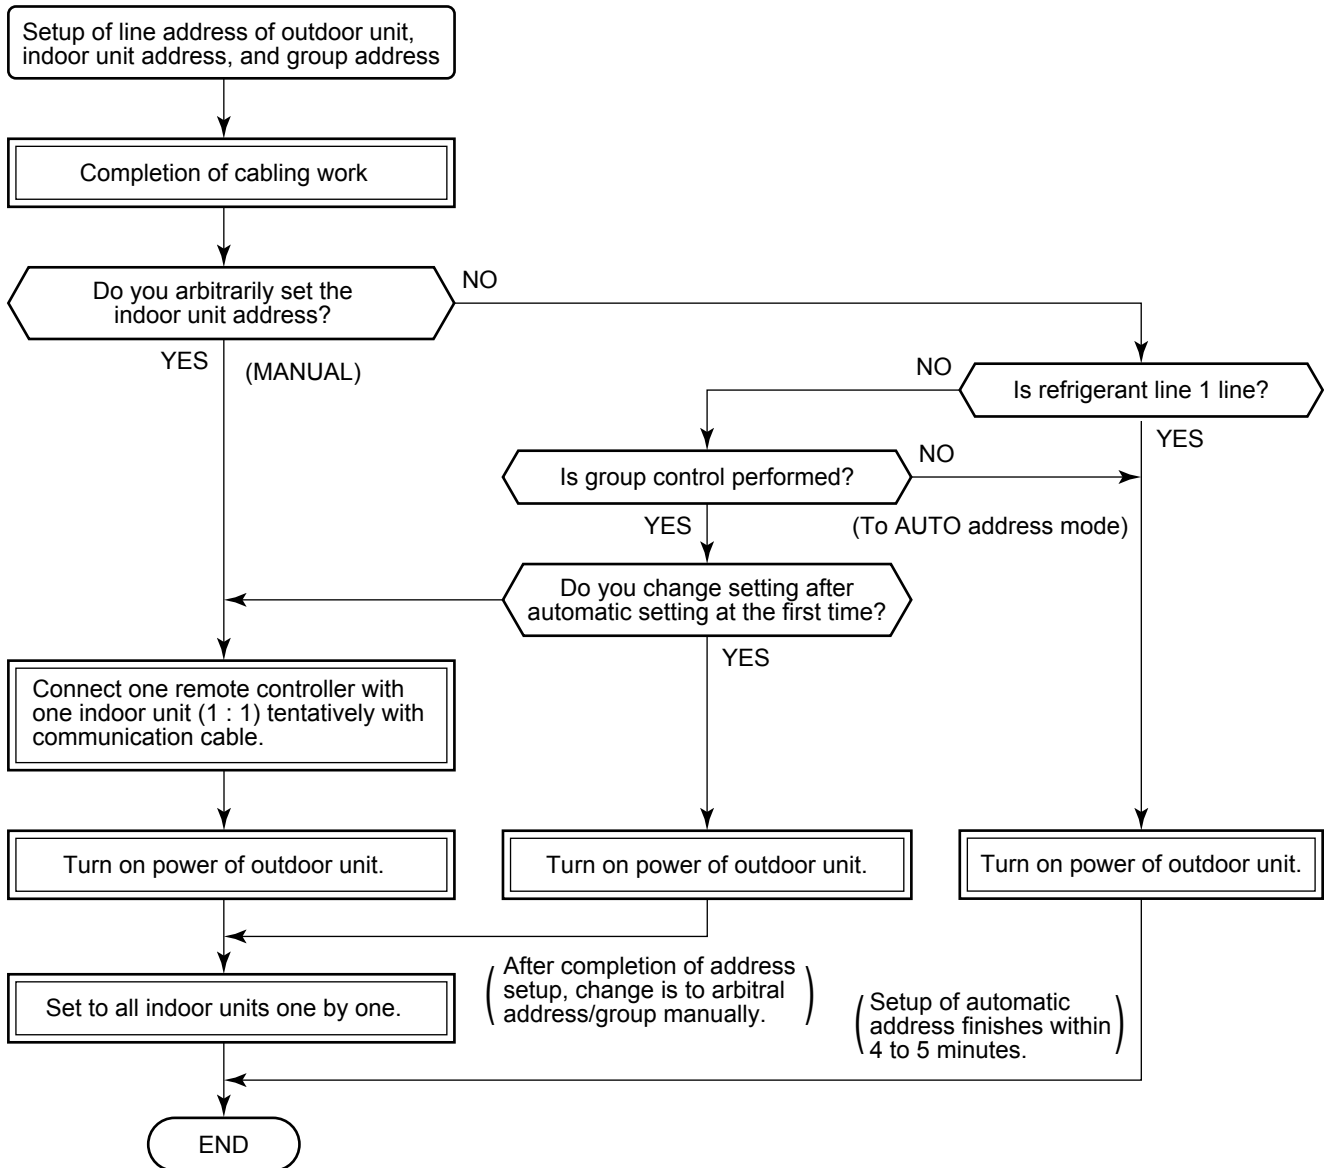 Setup of line address of outdoor unit,
indoor unit address, and group address
Completion of cabling work
Do you arbitrarily set the
indoor unit address?
NO
YES
(MANUAL)
Is refrigerant line 1 line?
NO
YES
Is group control performed?
NO
YES
(To AUTO address mode)
Do you change setting after
automatic setting at the first time?
YES
Connect one remote controller with
one indoor unit (1 : 1) tentatively with
communication cable.
Turn on power of outdoor unit.
Turn on power of outdoor unit.
Turn on power of outdoor unit.
Set to all indoor units one by one.
(After completion of address
setup, change is to arbitral
address/group manually.)
(Setup of automatic
address finishes within
4 to 5 minutes.)
END